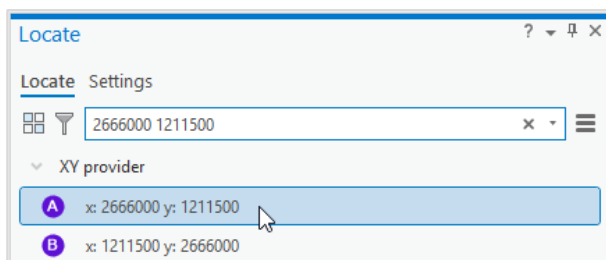 Locate ?
Locate Settings
2666000 1211500
XY provider
A x: 2666000 y: 1211500
B x: 1211500 y: 2666000